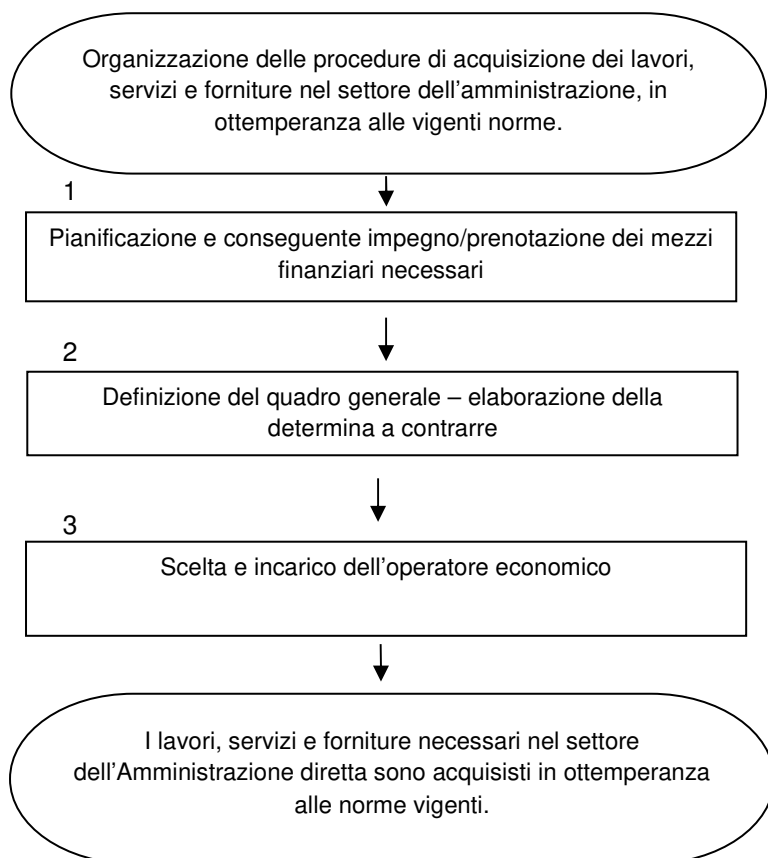 Organizzazione delle procedure di acquisizione dei lavori,
servizi e forniture nel settore dell’amministrazione, in
ottemperanza alle vigenti norme.
1
Pianificazione e conseguente impegno/prenotazione dei mezzi
finanziari necessari
2
Definizione del quadro generale – elaborazione della
determina a contrarre
3
Scelta e incarico dell’operatore economico
I lavori, servizi e forniture necessari nel settore
dell’Amministrazione diretta sono acquisisti in ottemperanza
alle norme vigenti.